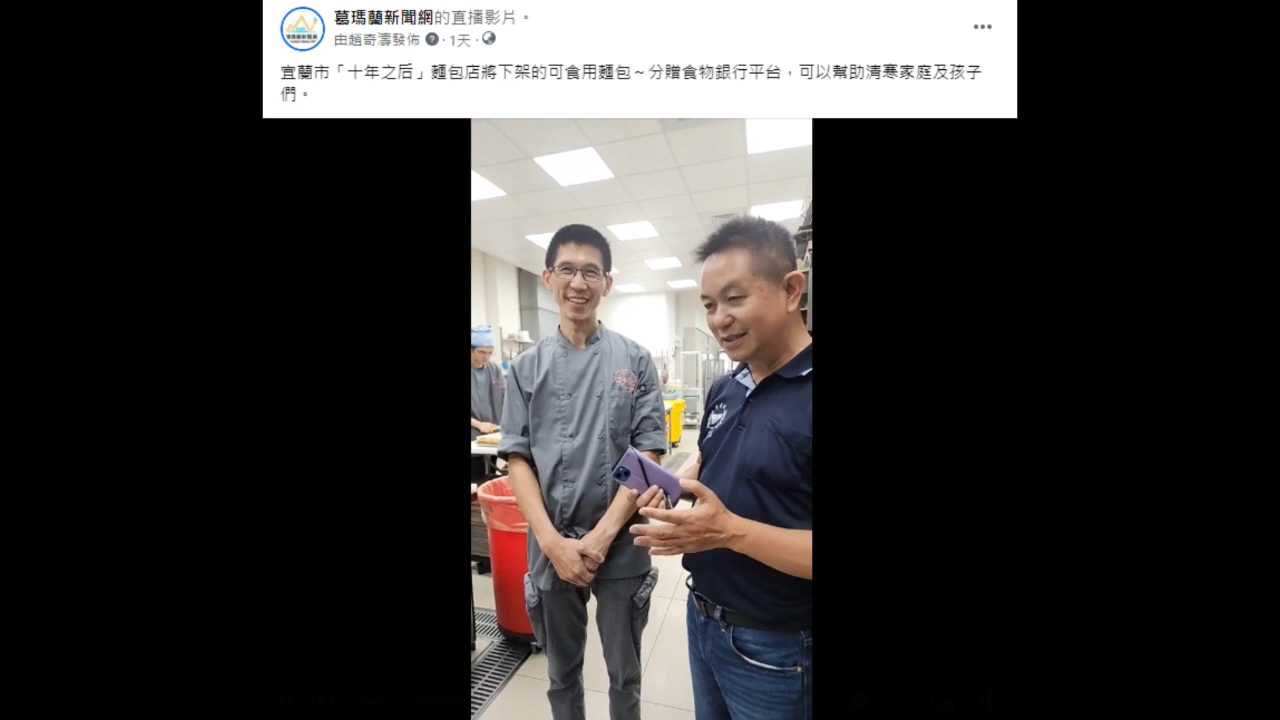 葛瑪蘭新聞網的直播影片。
由趙奇濤發佈 · 1天 ·
宜蘭市「十年之后」麵包店將下架的可食用麵包~分贈食物銀行平台，可以幫助清寒家庭及孩子
們。